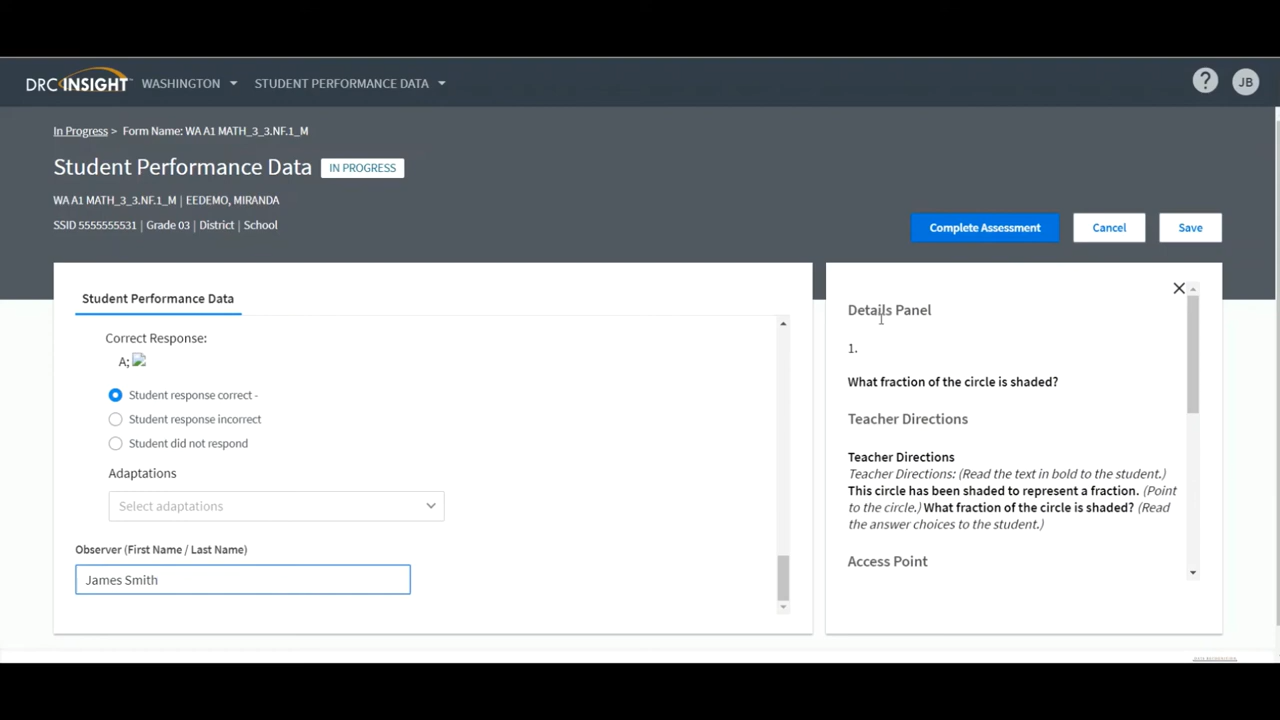 DRC INSIGHT™ WASHINGTON STUDENT PERFORMANCE DATA ? JB
In Progress > Form Name: WA A1 MATH_3_3.NF.1_M
Student Performance Data IN PROGRESS
WA A1 MATH_3_3.NF.1_M | EEDEMO, MIRANDA
SSID 5555555531 | Grade 03 | District | School
Complete Assessment Cancel Save
Student Performance Data
Correct Response:
A;
Student response correct -
Student response incorrect
Student did not respond
Adaptations
Select adaptations
Observer (First Name / Last Name)
James Smith
Details Panel
1.
What fraction of the circle is shaded?
Teacher Directions
Teacher Directions
Teacher Directions: (Read the text in bold to the student.)
This circle has been shaded to represent a fraction. (Point
to the circle.) What fraction of the circle is shaded? (Read
the answer choices to the student.)
Access Point